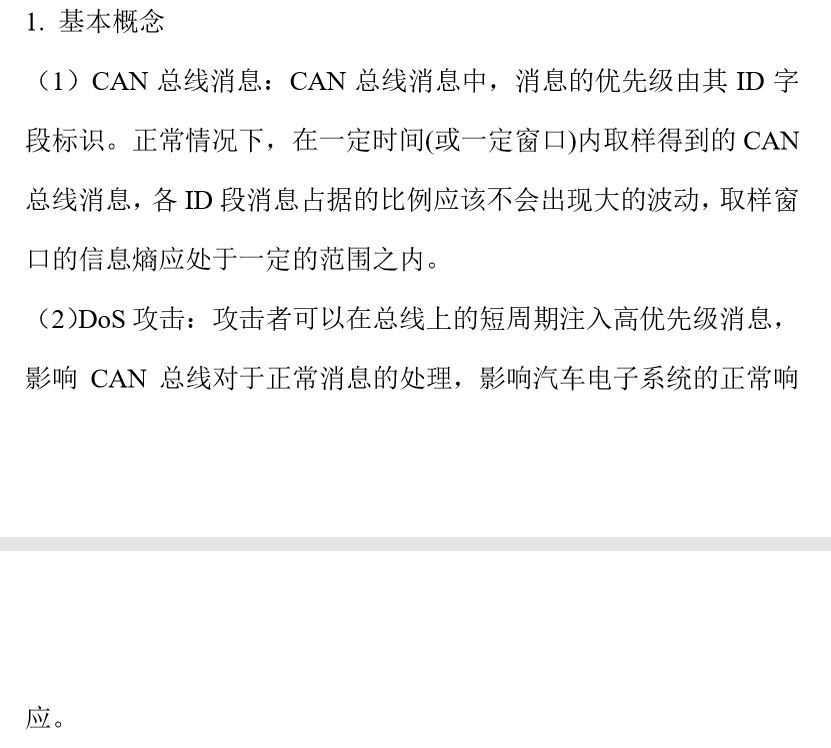 1. 基本概念
（1）CAN 总线消息：CAN 总线消息中，消息的优先级由其 ID 字
段标识。正常情况下，在一定时间(或一定窗口)内取样得到的 CAN
总线消息，各 ID 段消息占据的比例应该不会出现大的波动，取样窗
口的信息熵应处于一定的范围之内。
（2)DoS 攻击：攻击者可以在总线上的短周期注入高优先级消息，
影响 CAN 总线对于正常消息的处理，影响汽车电子系统的正常响
应。